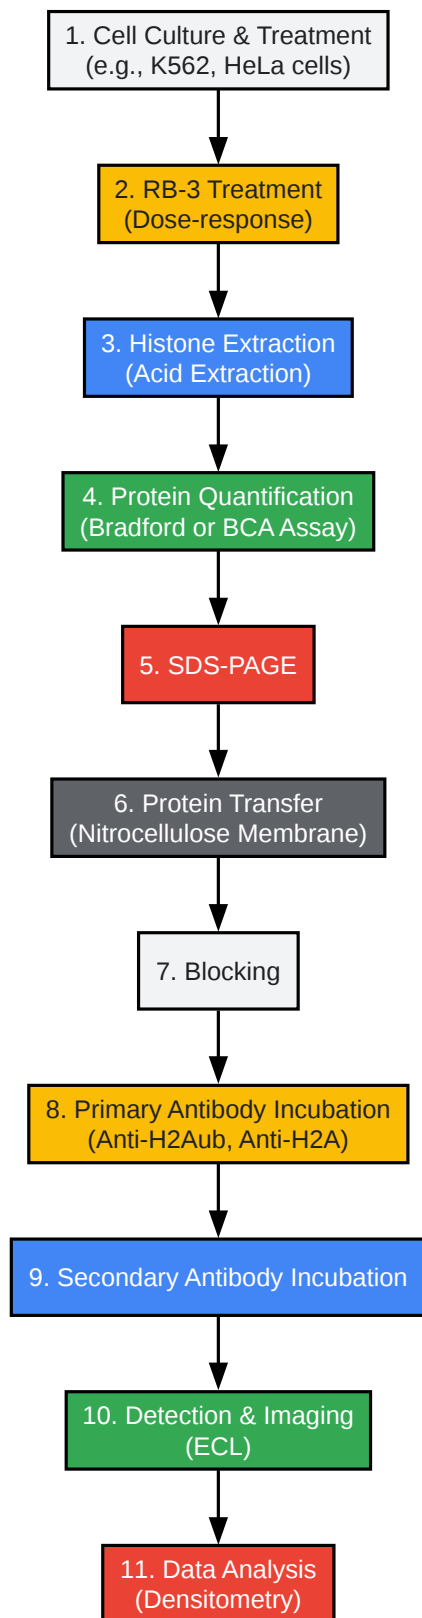 1. Cell Culture & Treatment
(e.g., K562, HeLa cells)
2. RB-3 Treatment
(Dose-response)
3. Histone Extraction
(Acid Extraction)
4. Protein Quantification
(Bradford or BCA Assay)
5. SDS-PAGE
6. Protein Transfer
(Nitrocellulose Membrane)
7. Blocking
8. Primary Antibody Incubation
(Anti-H2Aub, Anti-H2A)
9. Secondary Antibody Incubation
10. Detection & Imaging
(ECL)
11. Data Analysis
(Densitometry)